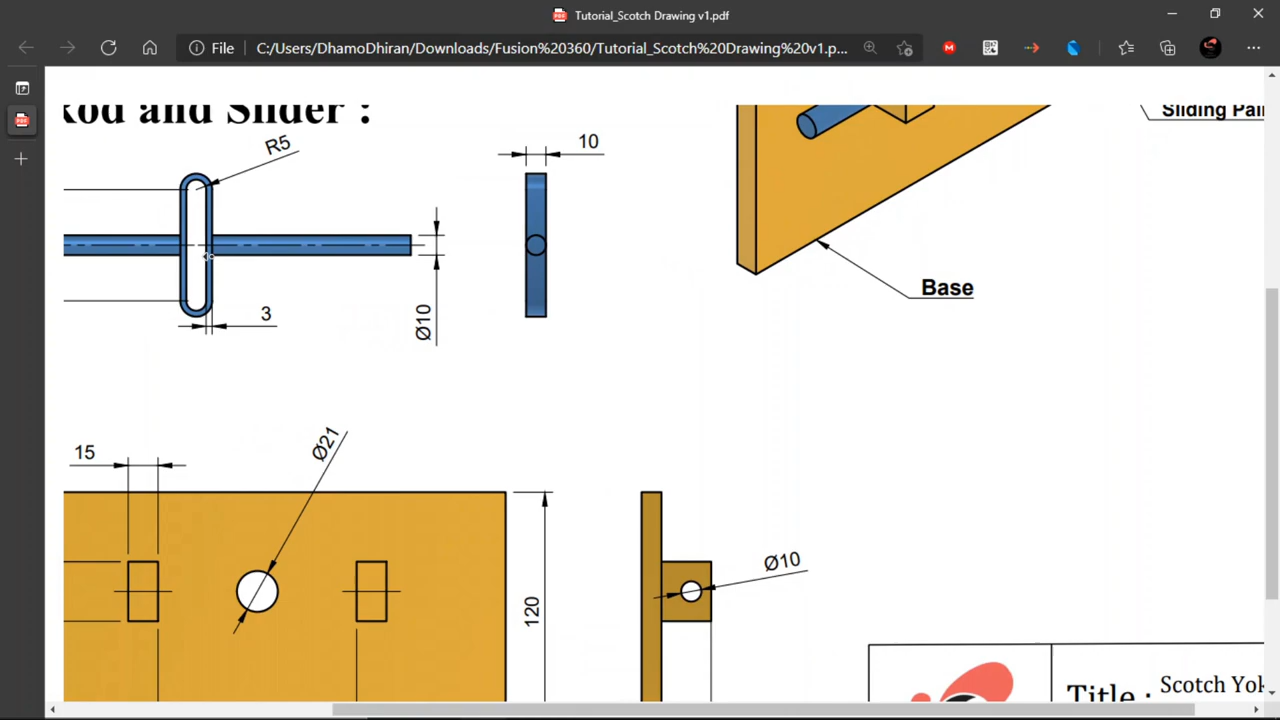 Tutorial_Scotch Drawing v1.pdf
File
C:/Users/DhamoDhiran/Downloads/Fusion%20360/Tutorial_Scotch%20Drawing%20v1.p...
Rod and Slider :
Sliding Pai
R5
10
Ø10
3
Base
15
Ø21
120
Ø10
Title :
Scotch Yok